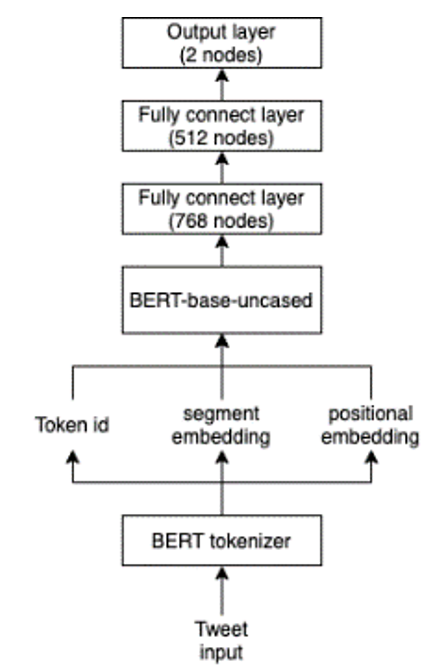 Output layer
(2 nodes)
Fully connect layer
(512 nodes)
Fully connect layer
(768 nodes)
BERT-base-uncased
Token id
segment
embedding
positional
embedding
BERT tokenizer
Tweet
input